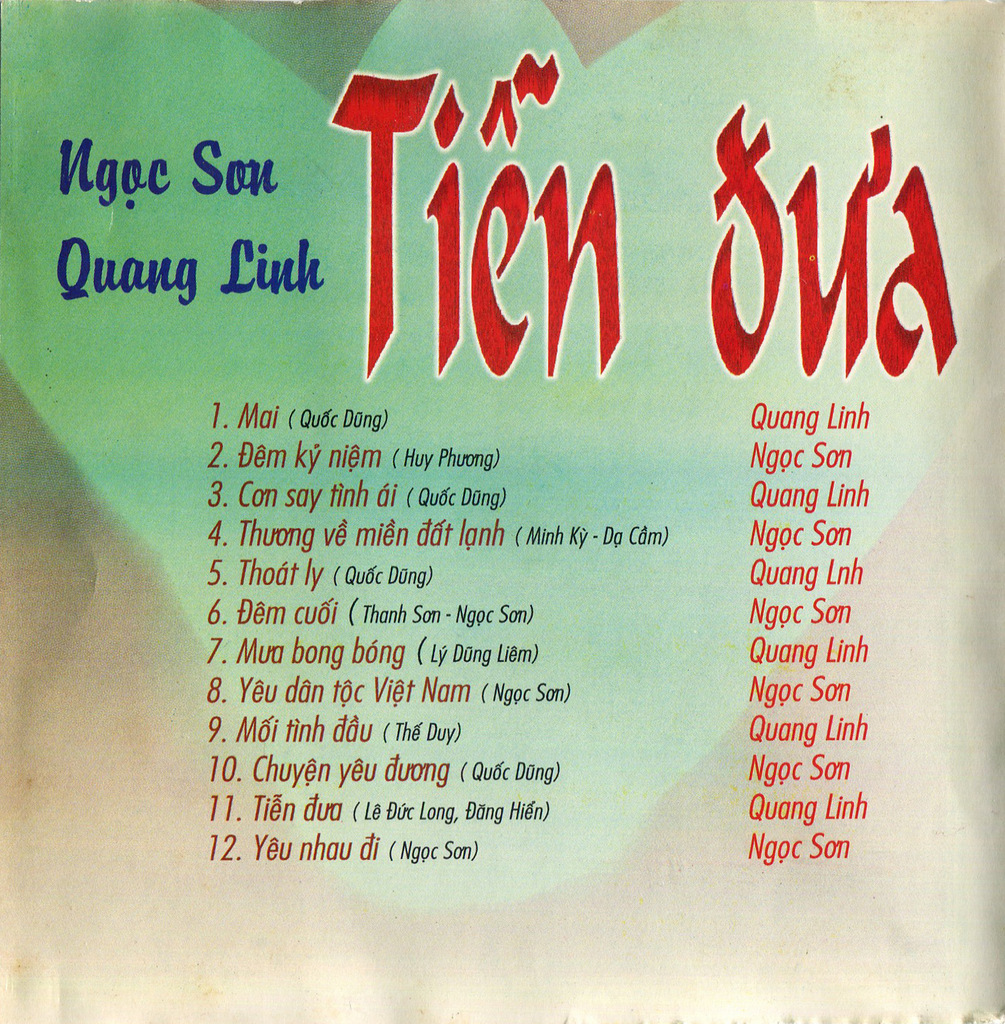 Ngọc Sơn
Quang Linh
Tiễn đưa
1. Mai ( Quốc Dũng) Quang Linh
2. Đêm kỷ niệm ( Huy Phương) Ngọc Sơn
3. Cơn say tình ái ( Quốc Dũng) Quang Linh
4. Thương về miền đất lạnh ( Minh Kỳ - Dạ Cầm) Ngọc Sơn
5. Thoát ly ( Quốc Dũng) Quang Lnh
6. Đêm cuối ( Thanh Sơn - Ngọc Sơn) Ngọc Sơn
7. Mưa bong bóng ( Lý Dũng Liêm) Quang Linh
8. Yêu dân tộc Việt Nam ( Ngọc Sơn) Ngọc Sơn
9. Mối tình đầu ( Thế Duy) Quang Linh
10. Chuyện yêu đương ( Quốc Dũng) Ngọc Sơn
11. Tiễn đưa ( Lê Đức Long, Đăng Hiển) Quang Linh
12. Yêu nhau đi ( Ngọc Sơn) Ngọc Sơn